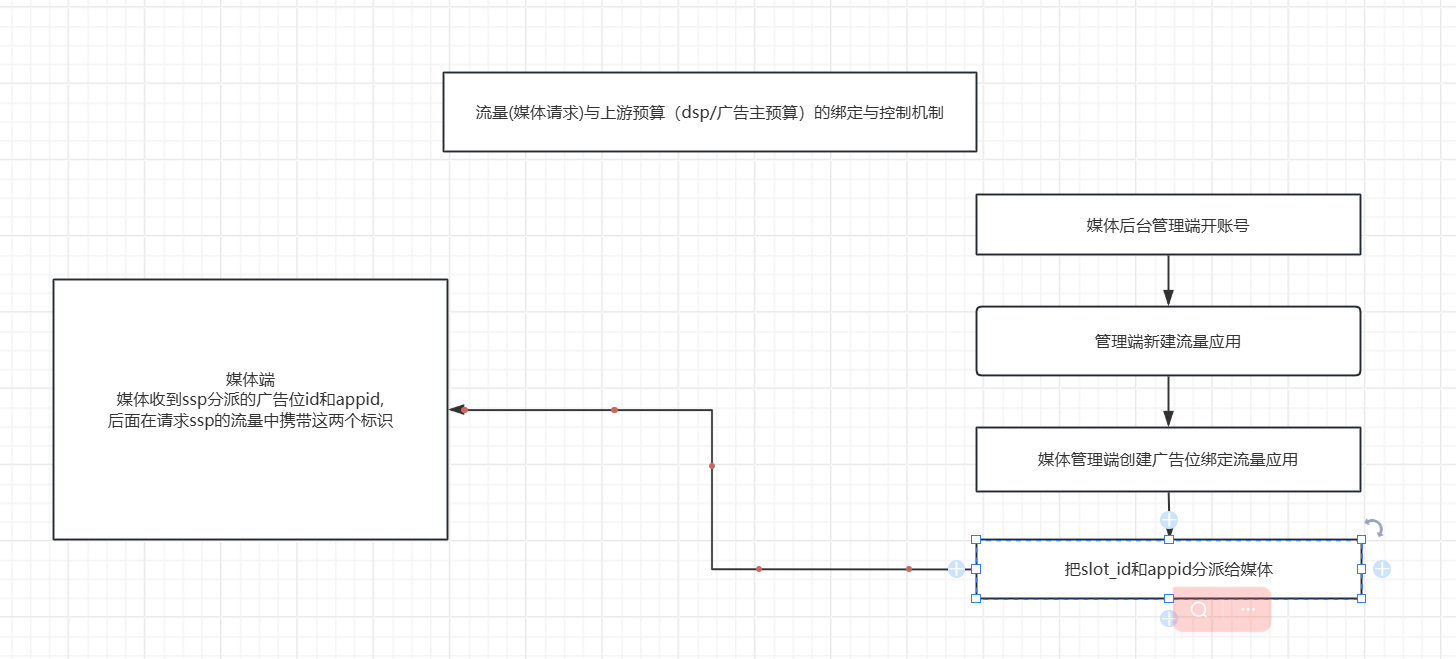 流量(媒体请求)与上游预算（dsp/广告主预算）的绑定与控制机制
媒体后台管理端开账号
管理端新建流量应用
媒体端
媒体收到ssp分派的广告位id和appid,
后面在请求ssp的流量中携带这两个标识
媒体管理端创建广告位绑定流量应用
把slot_id和appid分派给媒体